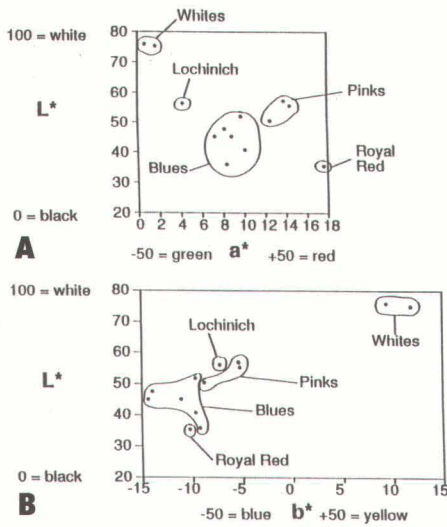 100 = white
L*
0 = black
A
80
70
60
50
40
30
20
Whites
Lochinich
Pinks
Blues
Royal
Red
0 2 4 6 8 10 12 14 16 18
-50 = green a* +50 = red
100 = white
L*
0 = black
B
80
70
60
50
40
30
20
Lochinich
Whites
Pinks
Blues
Royal Red
-15 -10 -5 0 5 10 15
-50 = blue b* +50 = yellow